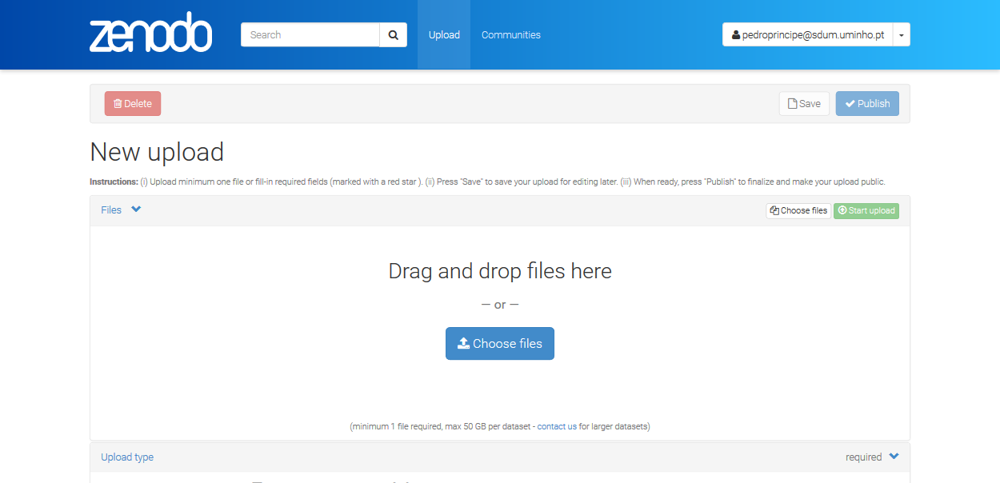 zenodo
Search
Upload
Communities
pedroprincipe@sdum.uminho.pt
Delete
Save
Publish
New upload
Instructions: (i) Upload minimum one file or fill-in required fields (marked with a red star ). (ii) Press "Save" to save your upload for editing later. (iii) When ready, press "Publish" to finalize and make your upload public.
Files
Choose files
Start upload
Drag and drop files here
— or —
Choose files
(minimum 1 file required, max 50 GB per dataset - contact us for larger datasets)
Upload type
required